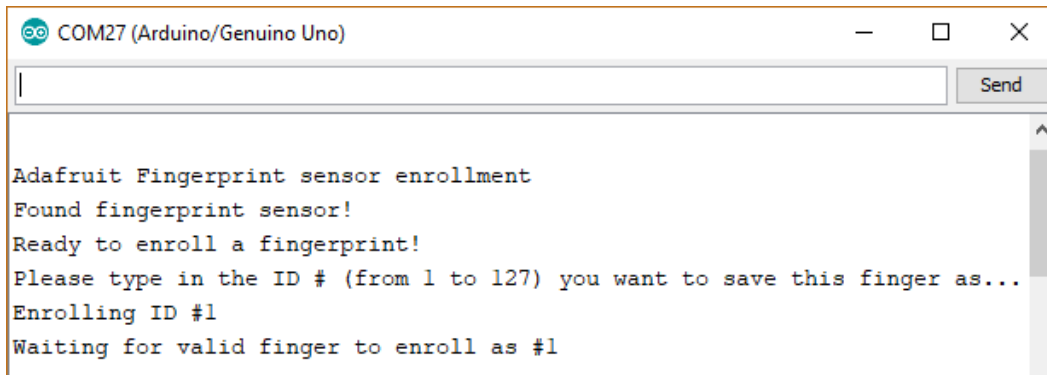 COM27 (Arduino/Genuino Uno)
Send
Adafruit Fingerprint sensor enrollment
Found fingerprint sensor!
Ready to enroll a fingerprint!
Please type in the ID # (from 1 to 127) you want to save this finger as...
Enrolling ID #1
Waiting for valid finger to enroll as #1